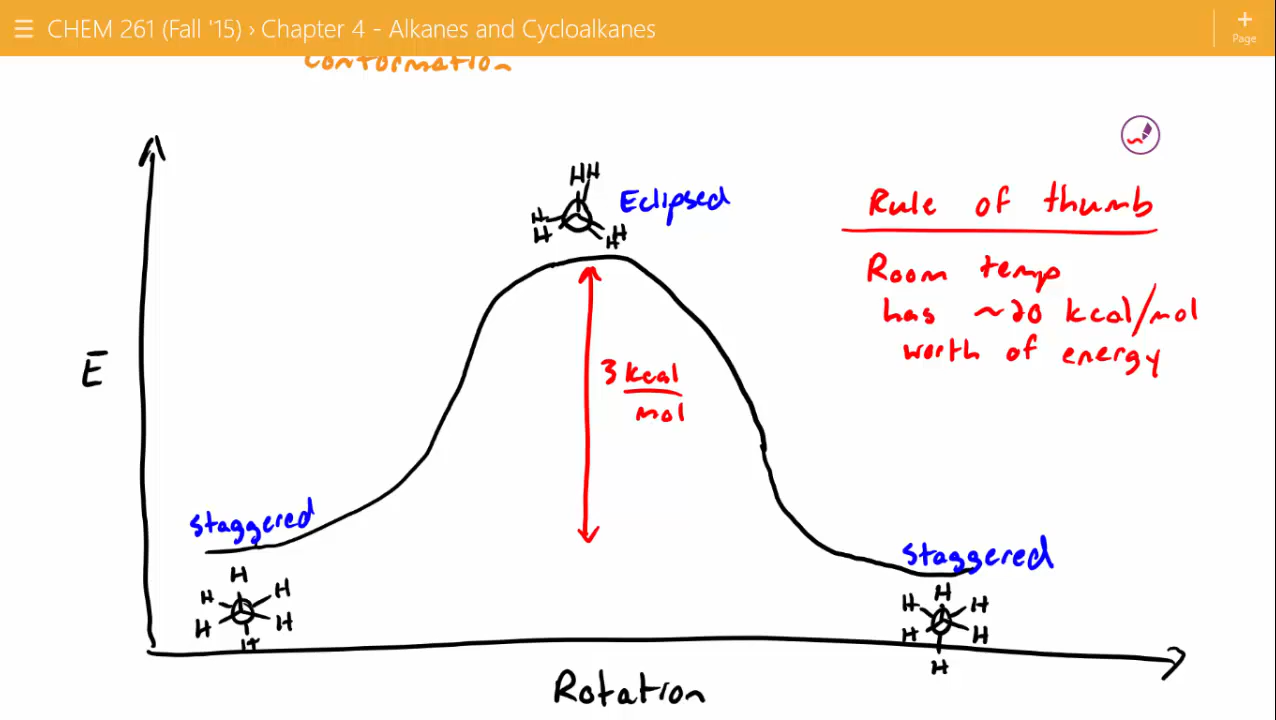 CHEM 261 (Fall '15) › Chapter 4 - Alkanes and Cycloalkanes
+
Page
conformation
H H
H
H
H
H
Eclipsed
Rule of thumb
Room temp
has ~20 kcal/mol
worth of energy
E
3 kcal
mol
staggered
H
H
H
H
H
H
staggered
H
H
H
H
H
H
Rotation